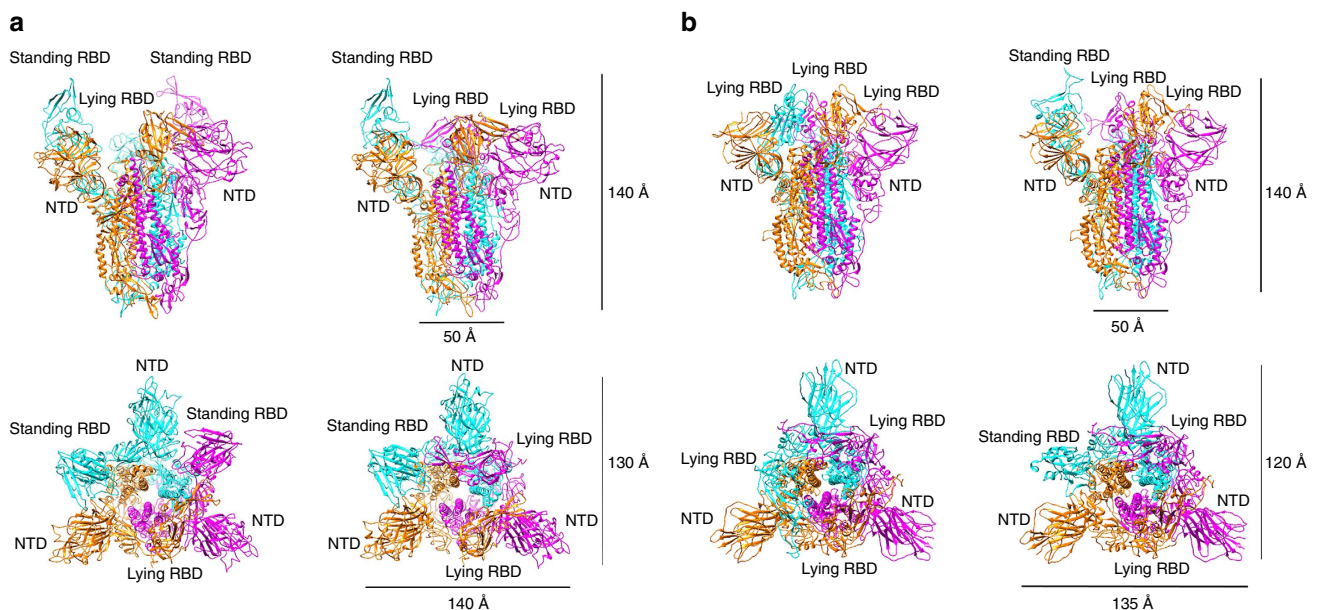 a
Standing RBD
Standing RBD
Lying RBD
NTD
NTD
Standing RBD
Lying RBD
Lying RBD
NTD
NTD
140 Å
50 Å
NTD
Standing RBD
Standing RBD
NTD
NTD
Lying RBD
NTD
Standing RBD
Lying RBD
NTD
NTD
Lying RBD
130 Å
140 Å
b
Lying RBD
Lying RBD
Lying RBD
NTD
NTD
Standing RBD
Lying RBD
Lying RBD
NTD
NTD
140 Å
50 Å
NTD
Lying RBD
Lying RBD
NTD
NTD
Lying RBD
NTD
Lying RBD
Standing RBD
NTD
NTD
Lying RBD
120 Å
135 Å